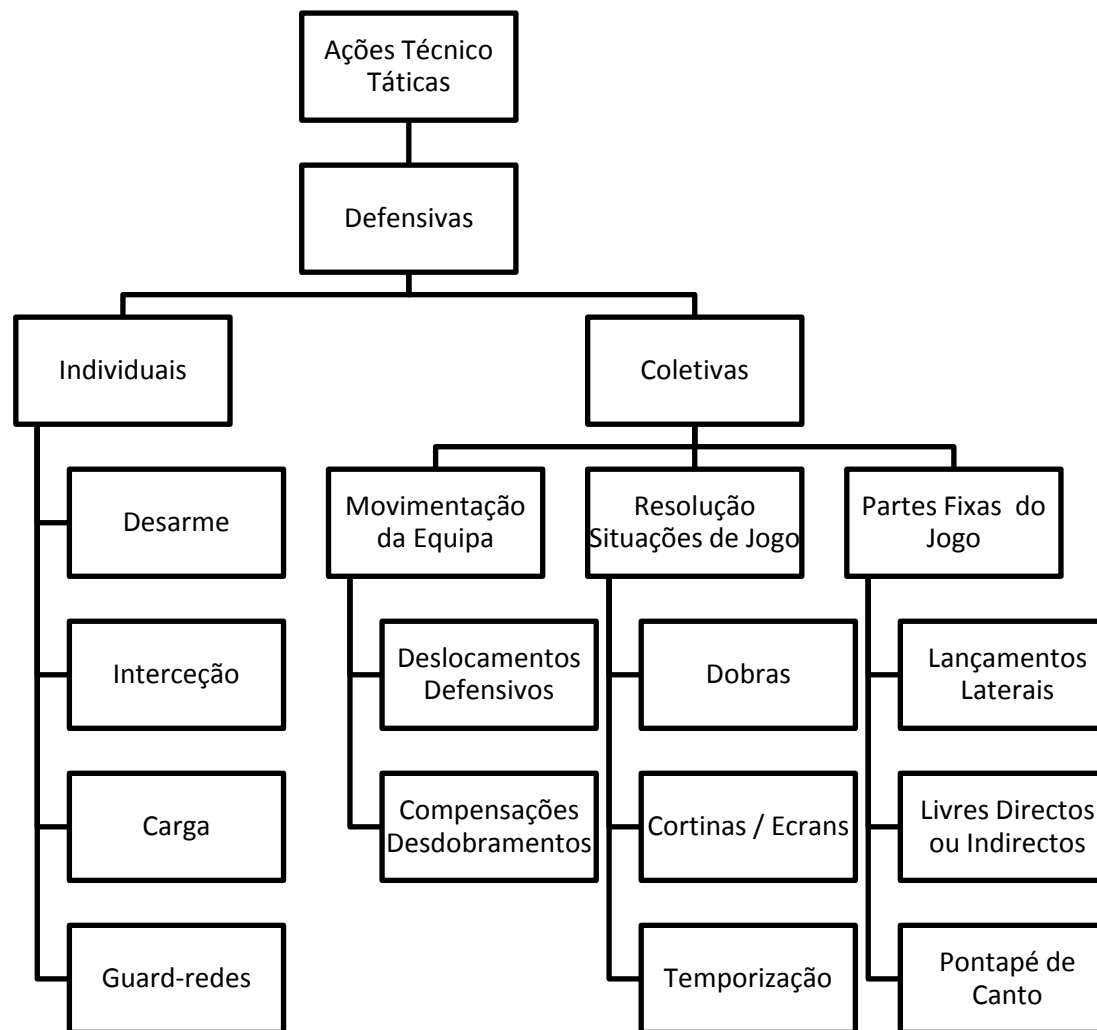 Ações Técnico
Táticas
Defensivas
Individuais
Coletivas
Desarme
Interceção
Carga
Guard-redes
Movimentação
da Equipa
Deslocamentos
Defensivos
Compensações
Desdobramentos
Resolução
Situações de Jogo
Dobras
Cortinas / Ecrans
Temporização
Partes Fixas do
Jogo
Lançamentos
Laterais
Livres Directos
ou Indirectos
Pontapé de
Canto